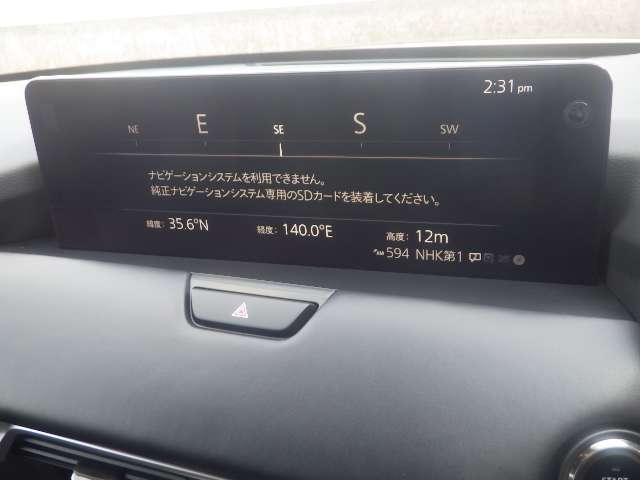 2:31 pm
NE E SE S SW
ナビゲーションシステムを利用できません。
純正ナビゲーションシステム専用のSDカードを装着してください。
緯度: 35.6°N 経度: 140.0°E 高度: 12m
AM 594 NHK第1
START